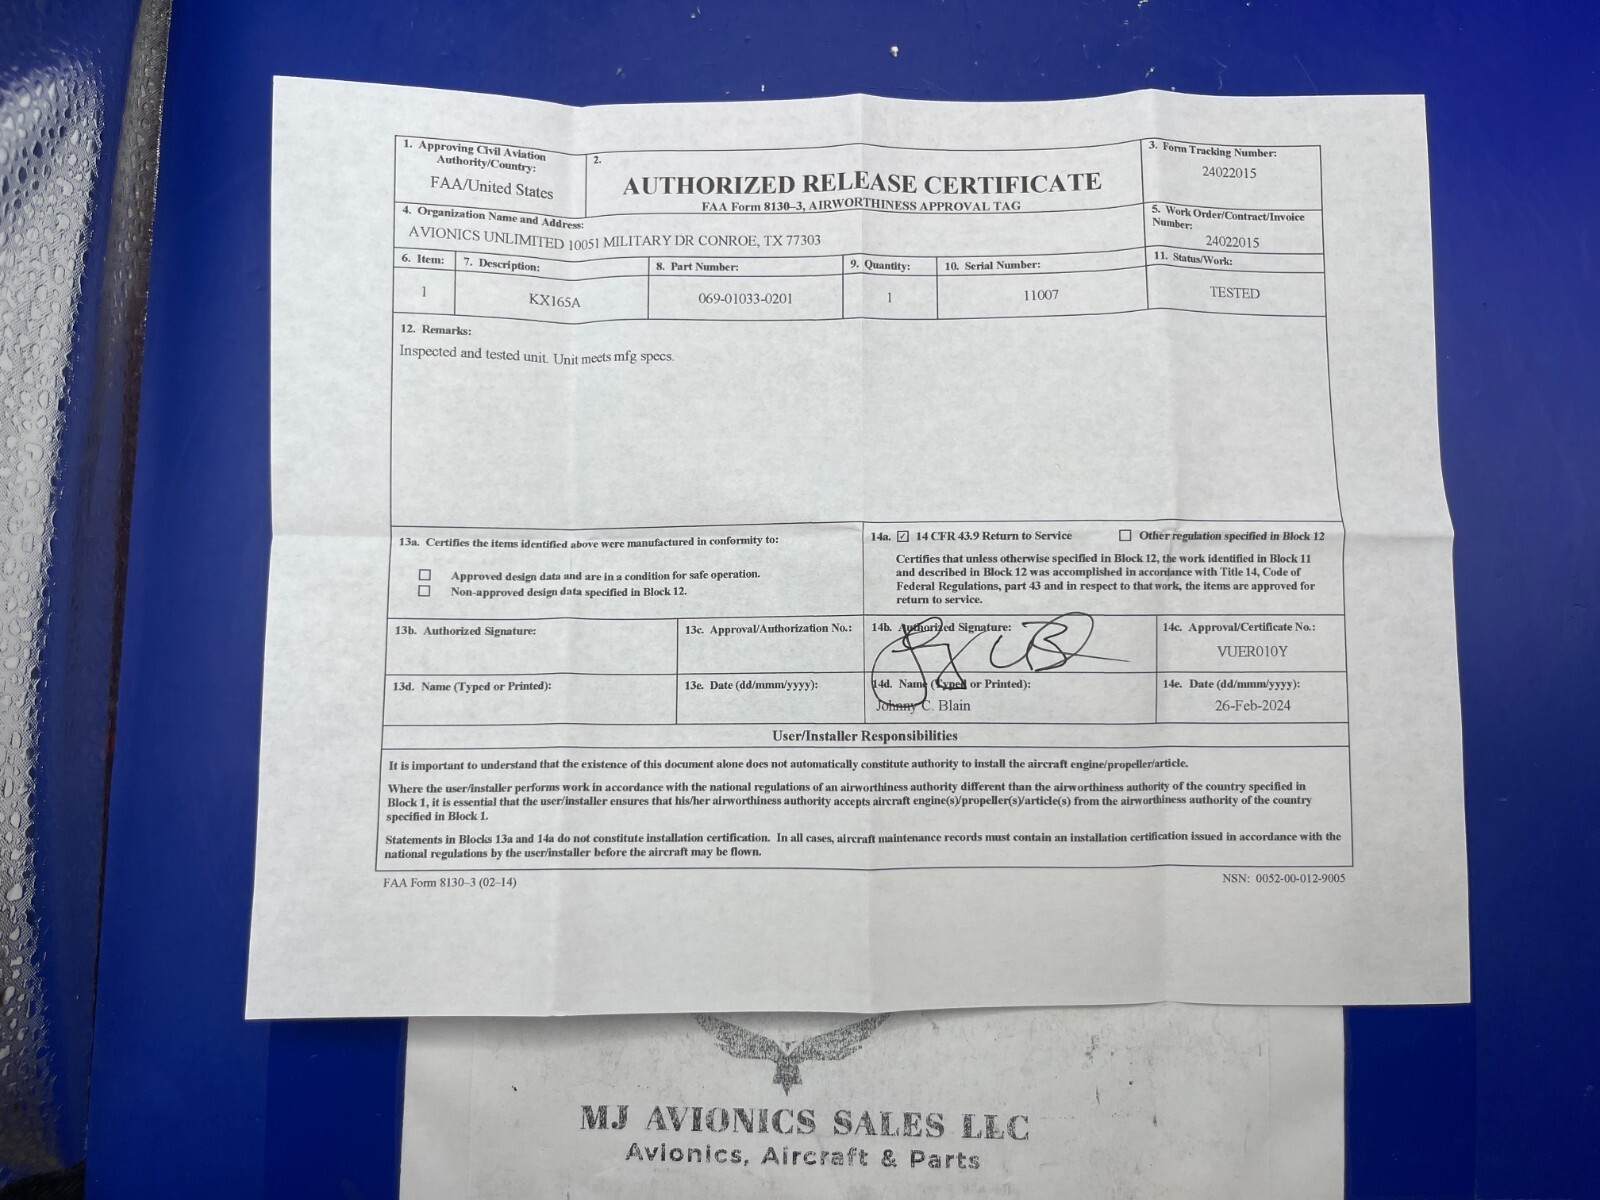 1. Approving Civil Aviation
Authority/Country:
FAA/United States
2.
AUTHORIZED RELEASE CERTIFICATE
FAA Form 8130–3, AIRWORTHINESS APPROVAL TAG
3. Form Tracking Number:
24022015
4. Organization Name and Address:
AVIONICS UNLIMITED 10051 MILITARY DR CONROE, TX 77303
5. Work Order/Contract/Invoice
Number:
24022015
6. Item:
7. Description:
8. Part Number:
9. Quantity:
10. Serial Number:
11. Status/Work:
1
KX165A
069-01033-0201
1
11007
TESTED
12. Remarks:
Inspected and tested unit. Unit meets mfg specs.
13a. Certifies the items identified above were manufactured in conformity to:
Approved design data and are in a condition for safe operation.
Non-approved design data specified in Block 12.
14a. 14 CFR 43.9 Return to Service
Other regulation specified in Block 12
Certifies that unless otherwise specified in Block 12, the work identified in Block 11
and described in Block 12 was accomplished in accordance with Title 14, Code of
Federal Regulations, part 43 and in respect to that work, the items are approved for
return to service.
13b. Authorized Signature:
13c. Approval/Authorization No.:
14b. Authorized Signature:
14c. Approval/Certificate No.:
VUER010Y
13d. Name (Typed or Printed):
13e. Date (dd/mmm/yyyy):
14d. Name (Typed or Printed):
Johnny C. Blain
14e. Date (dd/mmm/yyyy):
26-Feb-2024
User/Installer Responsibilities
It is important to understand that the existence of this document alone does not automatically constitute authority to install the aircraft engine/propeller/article.
Where the user/installer performs work in accordance with the national regulations of an airworthiness authority different than the airworthiness authority of the country specified in
Block 1, it is essential that the user/installer ensures that his/her airworthiness authority accepts aircraft engine(s)/propeller(s)/article(s) from the airworthiness authority of the country
specified in Block 1.
Statements in Blocks 13a and 14a do not constitute installation certification. In all cases, aircraft maintenance records must contain an installation certification issued in accordance with the
national regulations by the user/installer before the aircraft may be flown.
FAA Form 8130–3 (02–14)
NSN: 0052-00-012-9005
MJ AVIONICS SALES LLC
Avionics, Aircraft & Parts